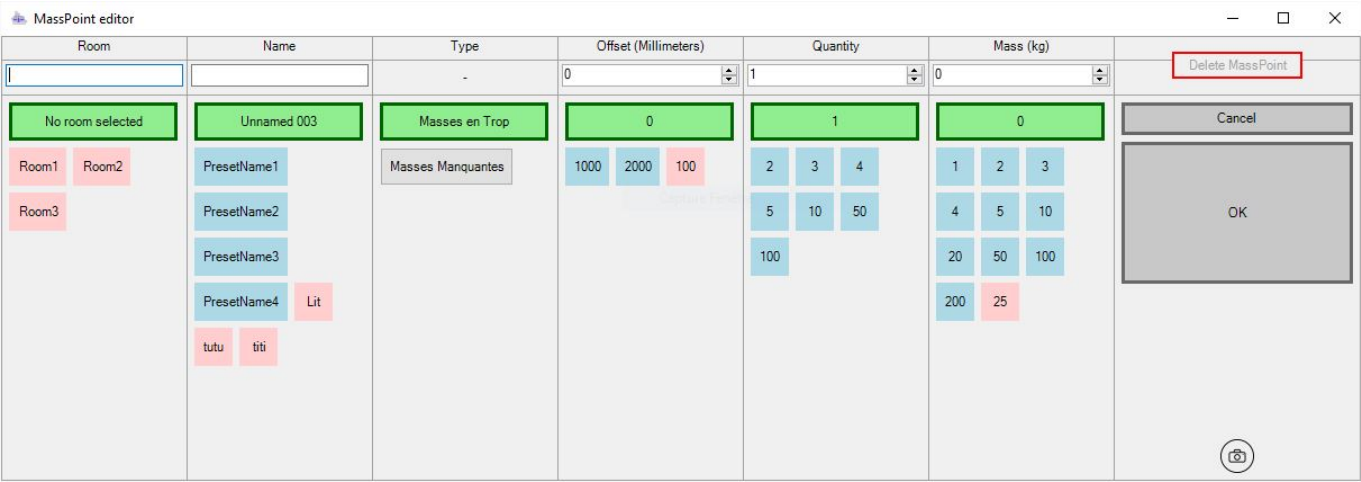 MassPoint editor
Room Name Type Offset (Millimeters) Quantity Mass (kg)
Delete MassPoint
- 0 1 0
No room selected Unnamed 003 Masses en Trop 0 1 0 Cancel
Room1 Room2 PresetName1 Masses Manquantes 1000 2000 100 2 3 4 1 2 3
Room3 PresetName2 5 10 50 4 5 10 OK
PresetName3 100 20 50 100
PresetName4 Lit 200 25
tutu titi